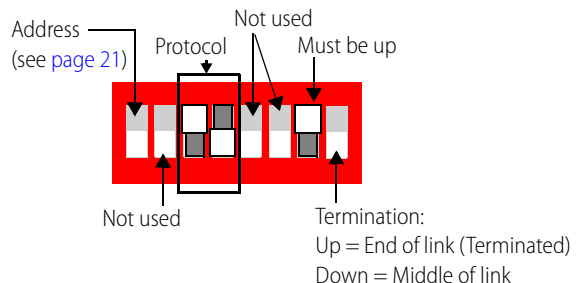 Address
(see page 21)
Protocol
Not used
Must be up
Not used
Termination:
Up = End of link (Terminated)
Down = Middle of link